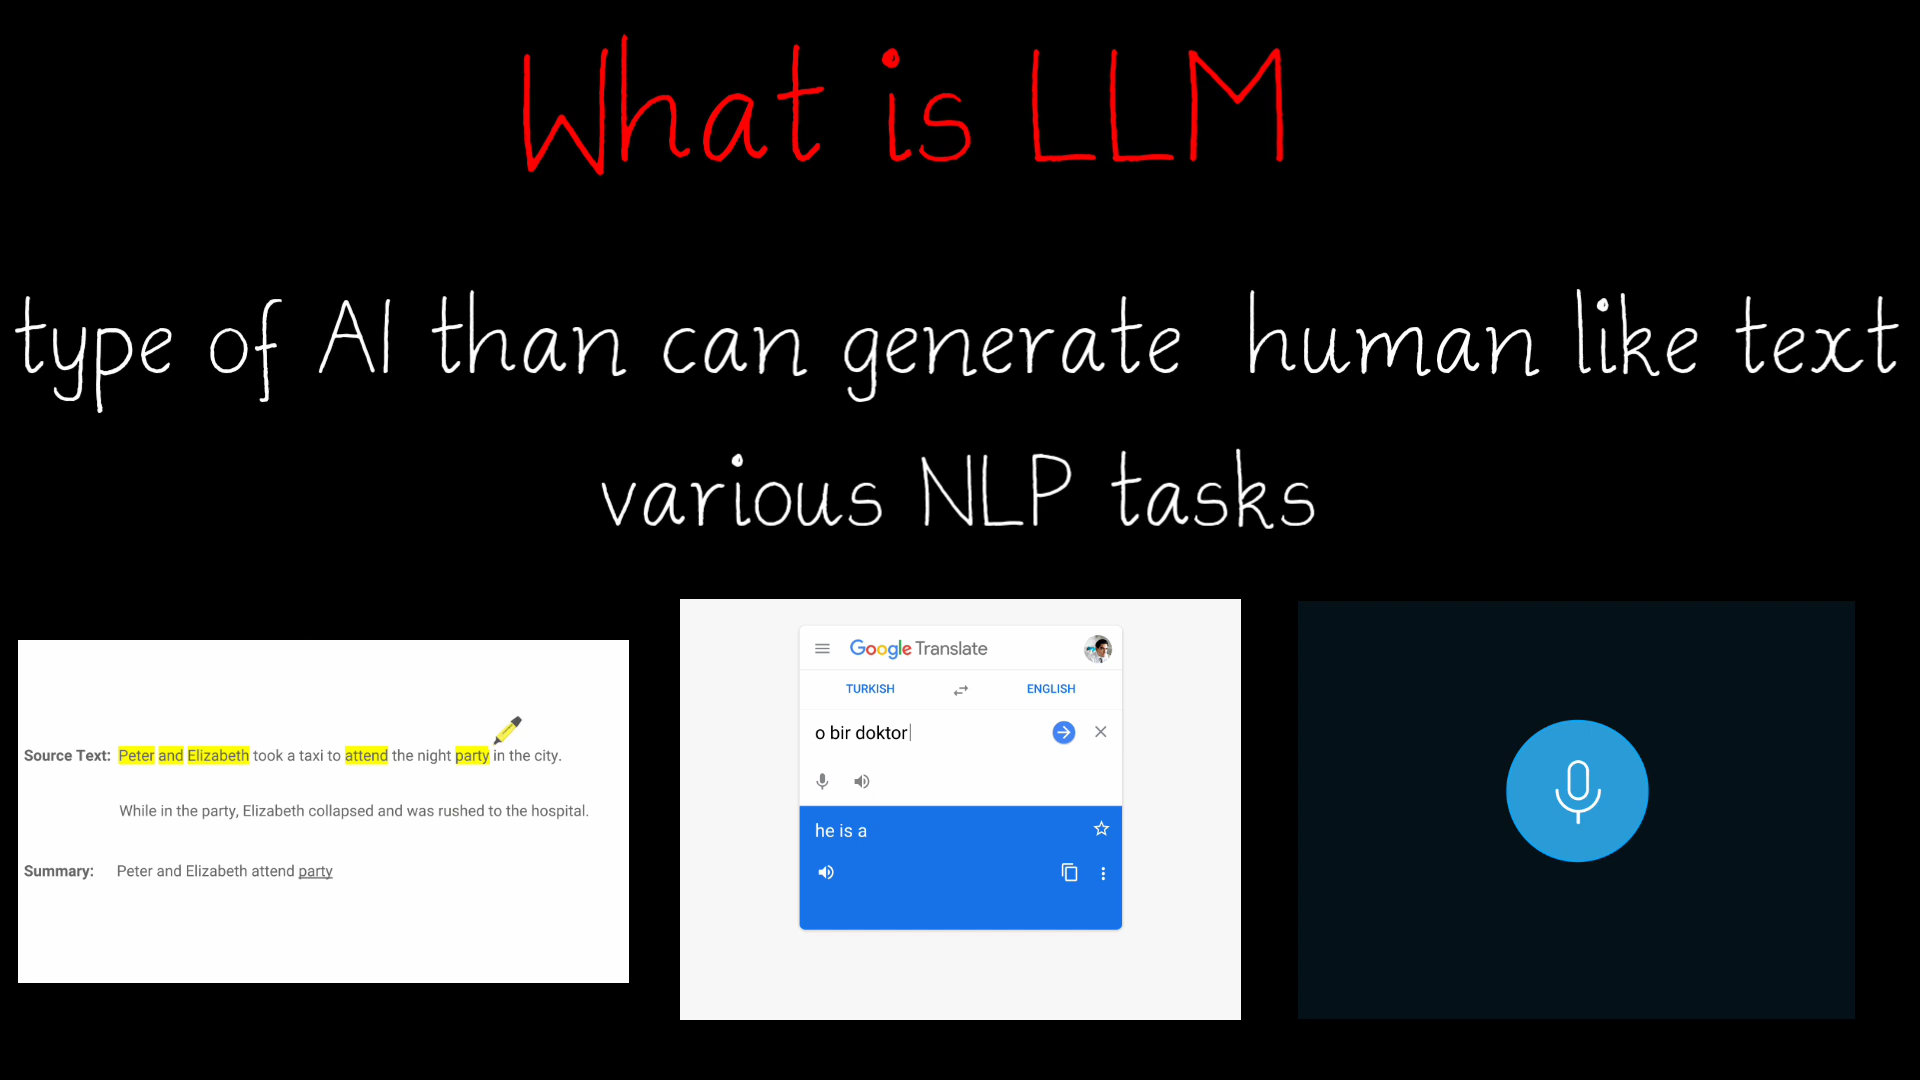 What is LLM
type of AI than can generate human like text
various NLP tasks
Source Text: Peter and Elizabeth took a taxi to attend the night party in the city.
While in the party, Elizabeth collapsed and was rushed to the hospital.
Summary: Peter and Elizabeth attend party
Google Translate
TURKISH ENGLISH
o bir doktor
he is a